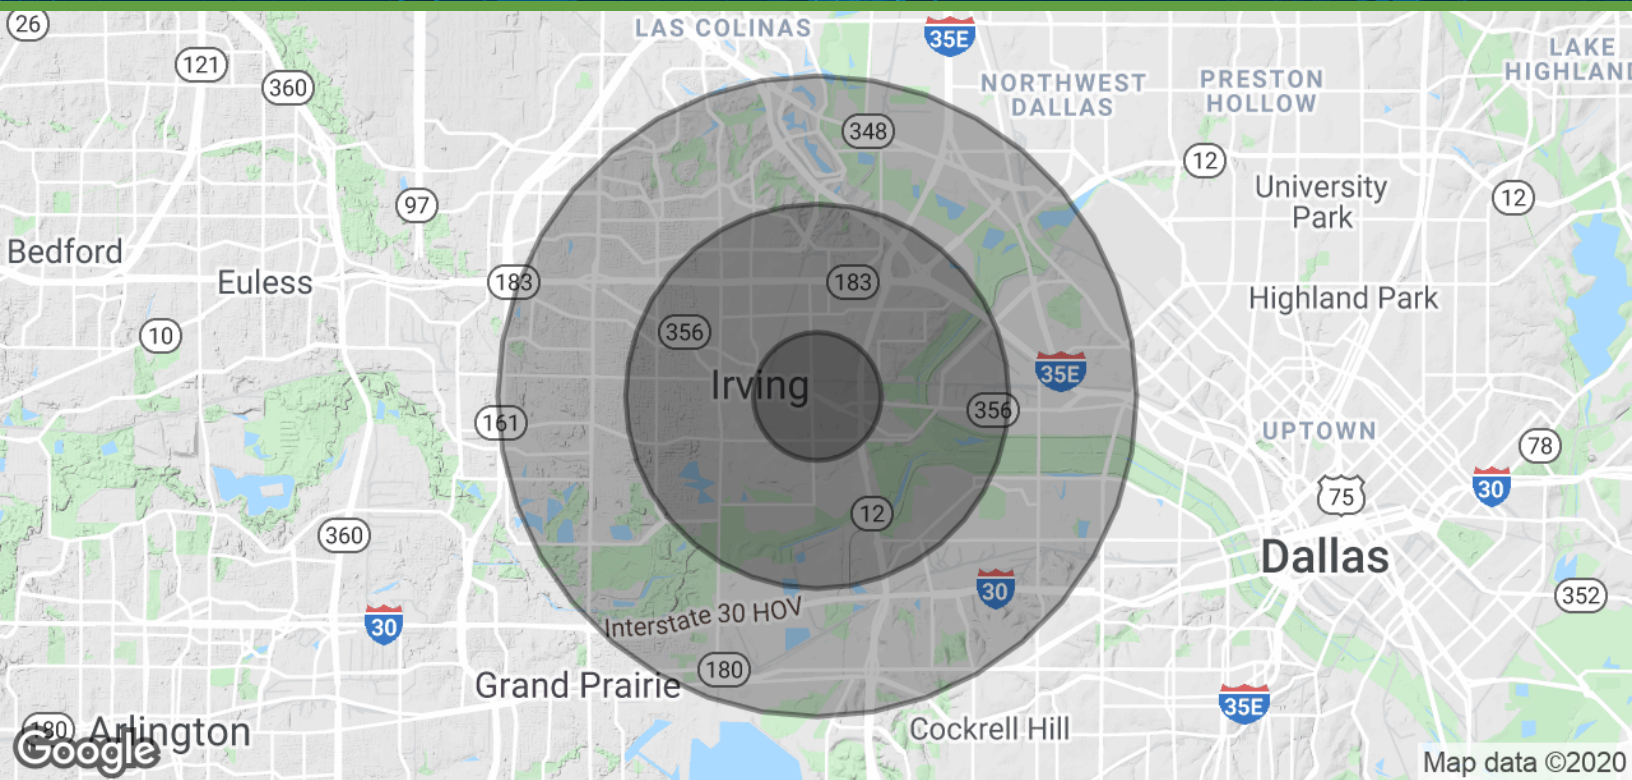 26
LAS COLINAS
35E
LAKE
HIGHLAND
121
360
NORTHWEST
DALLAS
PRESTON
HOLLOW
348
12
University
Park
12
97
Bedford
Euless
183
183
Highland Park
10
356
35E
Irving
161
356
UPTOWN
78
75
30
12
360
Dallas
30
352
30
Interstate 30 HOV
180
Grand Prairie
35E
180
Arlington
Cockrell Hill
Google
Map data ©2020